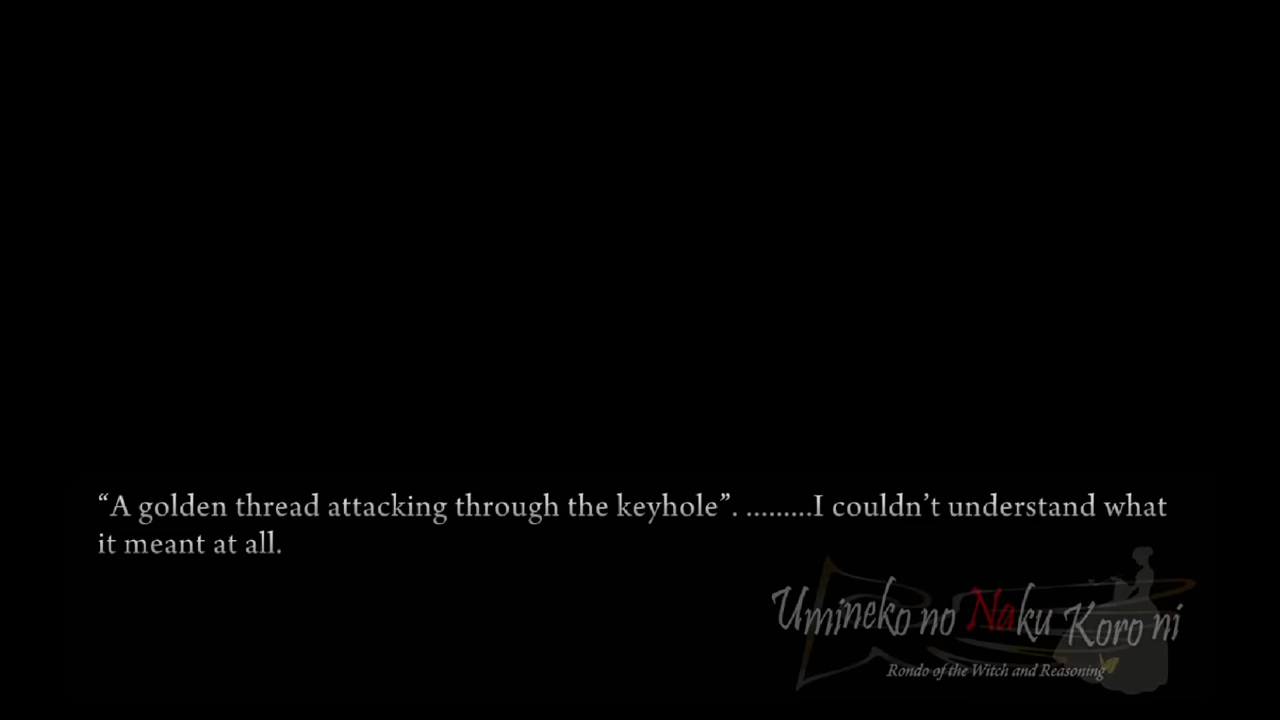 “A golden thread attacking through the keyhole”. .........I couldn’t understand what
it meant at all.
Umineko no Naku Koro ni
Rondo of the Witch and Reasoning